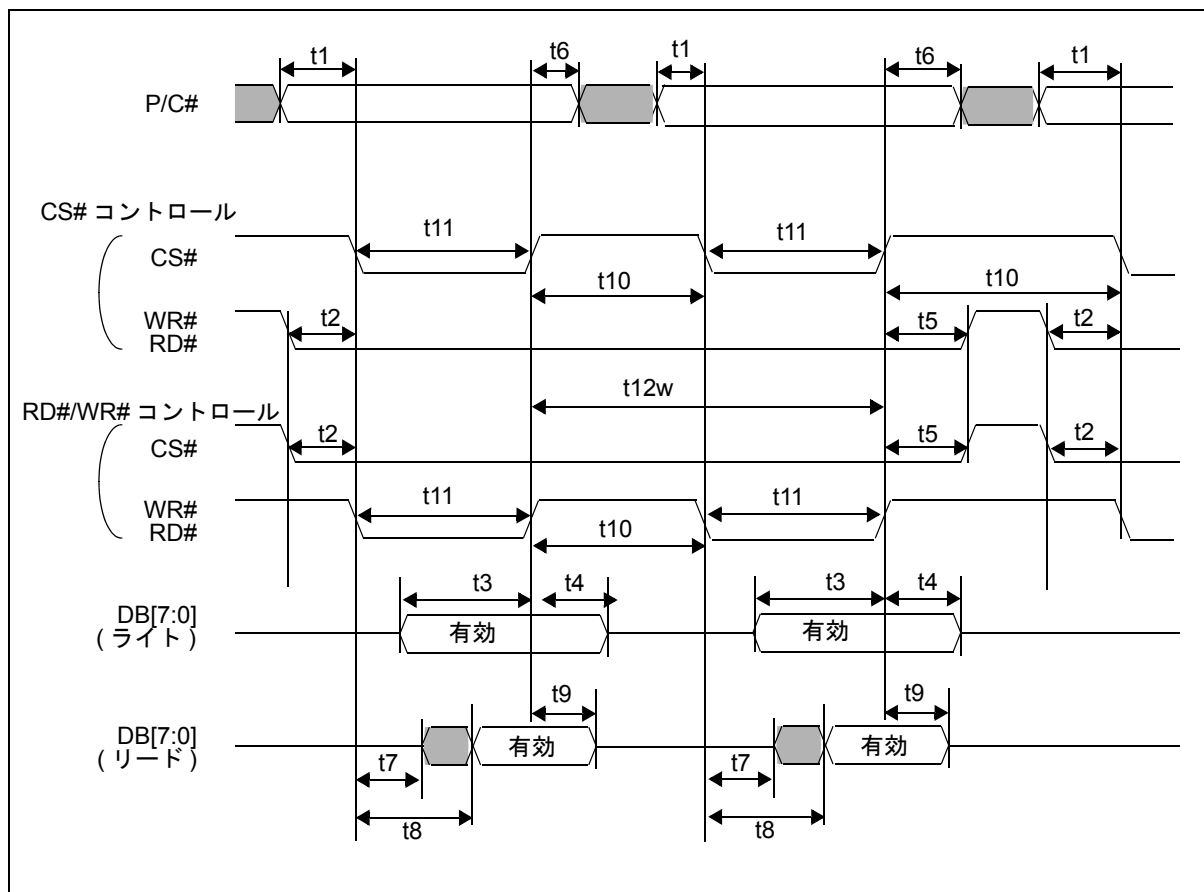 t1 t6 t1 t6 t1
P/C#
CS# コントロール
t11 t11
CS#
t10 t10
WR# t2 t5 t2
RD#
t12w
RD#/WR# コントロール
t2 t5 t2
CS#
t11 t11
WR#
RD# t10
t3 t4 t3 t4
DB[7:0]
( ライト ) 有効 有効
t9 t9
DB[7:0]
( リード ) 有効 有効
t7 t7
t8 t8